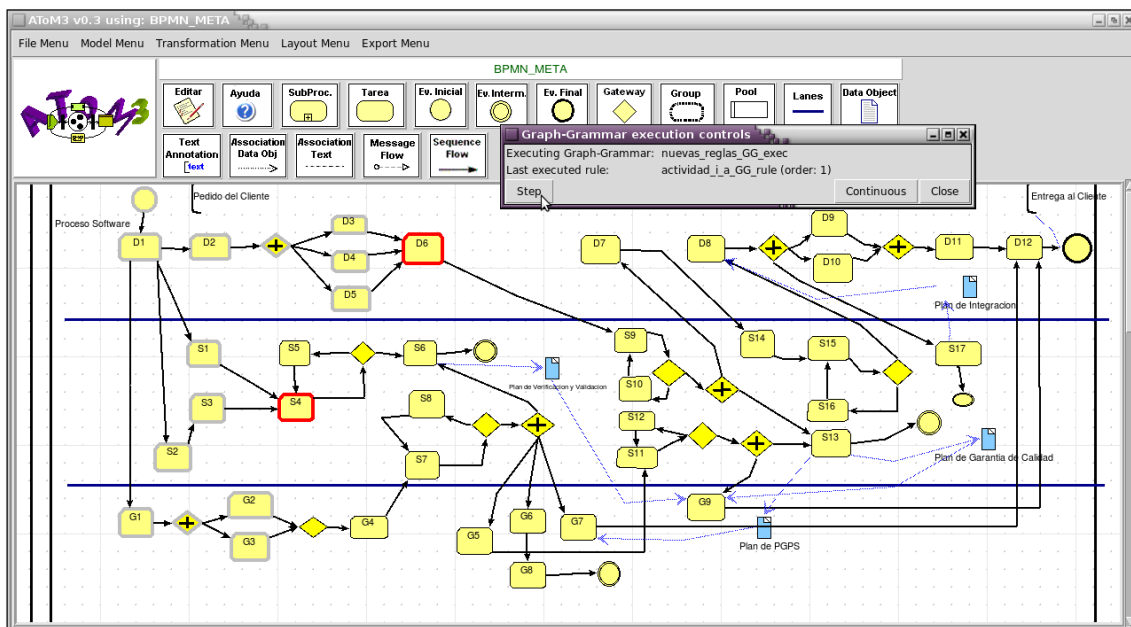 AToM3 v0.3 using: BPMN_META
File Menu Model Menu Transformation Menu Layout Menu Export Menu
ATOM3
BPMN_META
Editar
Ayuda
SubProc.
Tarea
Ev. Inicial
Ev. Interm.
Ev. Final
Gateway
Group
Pool
Lanes
Data Object
Text
Annotation
[text
Association
Data Obj
Association
Text
Message
Flow
Sequence
Flow
Graph-Grammar execution controls
Executing Graph-Grammar: nuevas_reglas_GG_exec
Last executed rule: actividad_i_a_GG_rule (order: 1)
Step Continuous Close
Pedido del Cliente
Entrega al Cliente
Proceso Software
D1
D2
D3
D4
D5
D6
D7
D8
D9
D10
D11
D12
Plan de Integracion
S1
S2
S3
S4
S5
S6
Plan de Verificacion y Validacion
S7
S8
S9
S10
S11
S12
S13
S14
S15
S16
S17
Plan de Garantia de Calidad
G1
G2
G3
G4
G5
G6
G7
G8
G9
Plan de PGPS